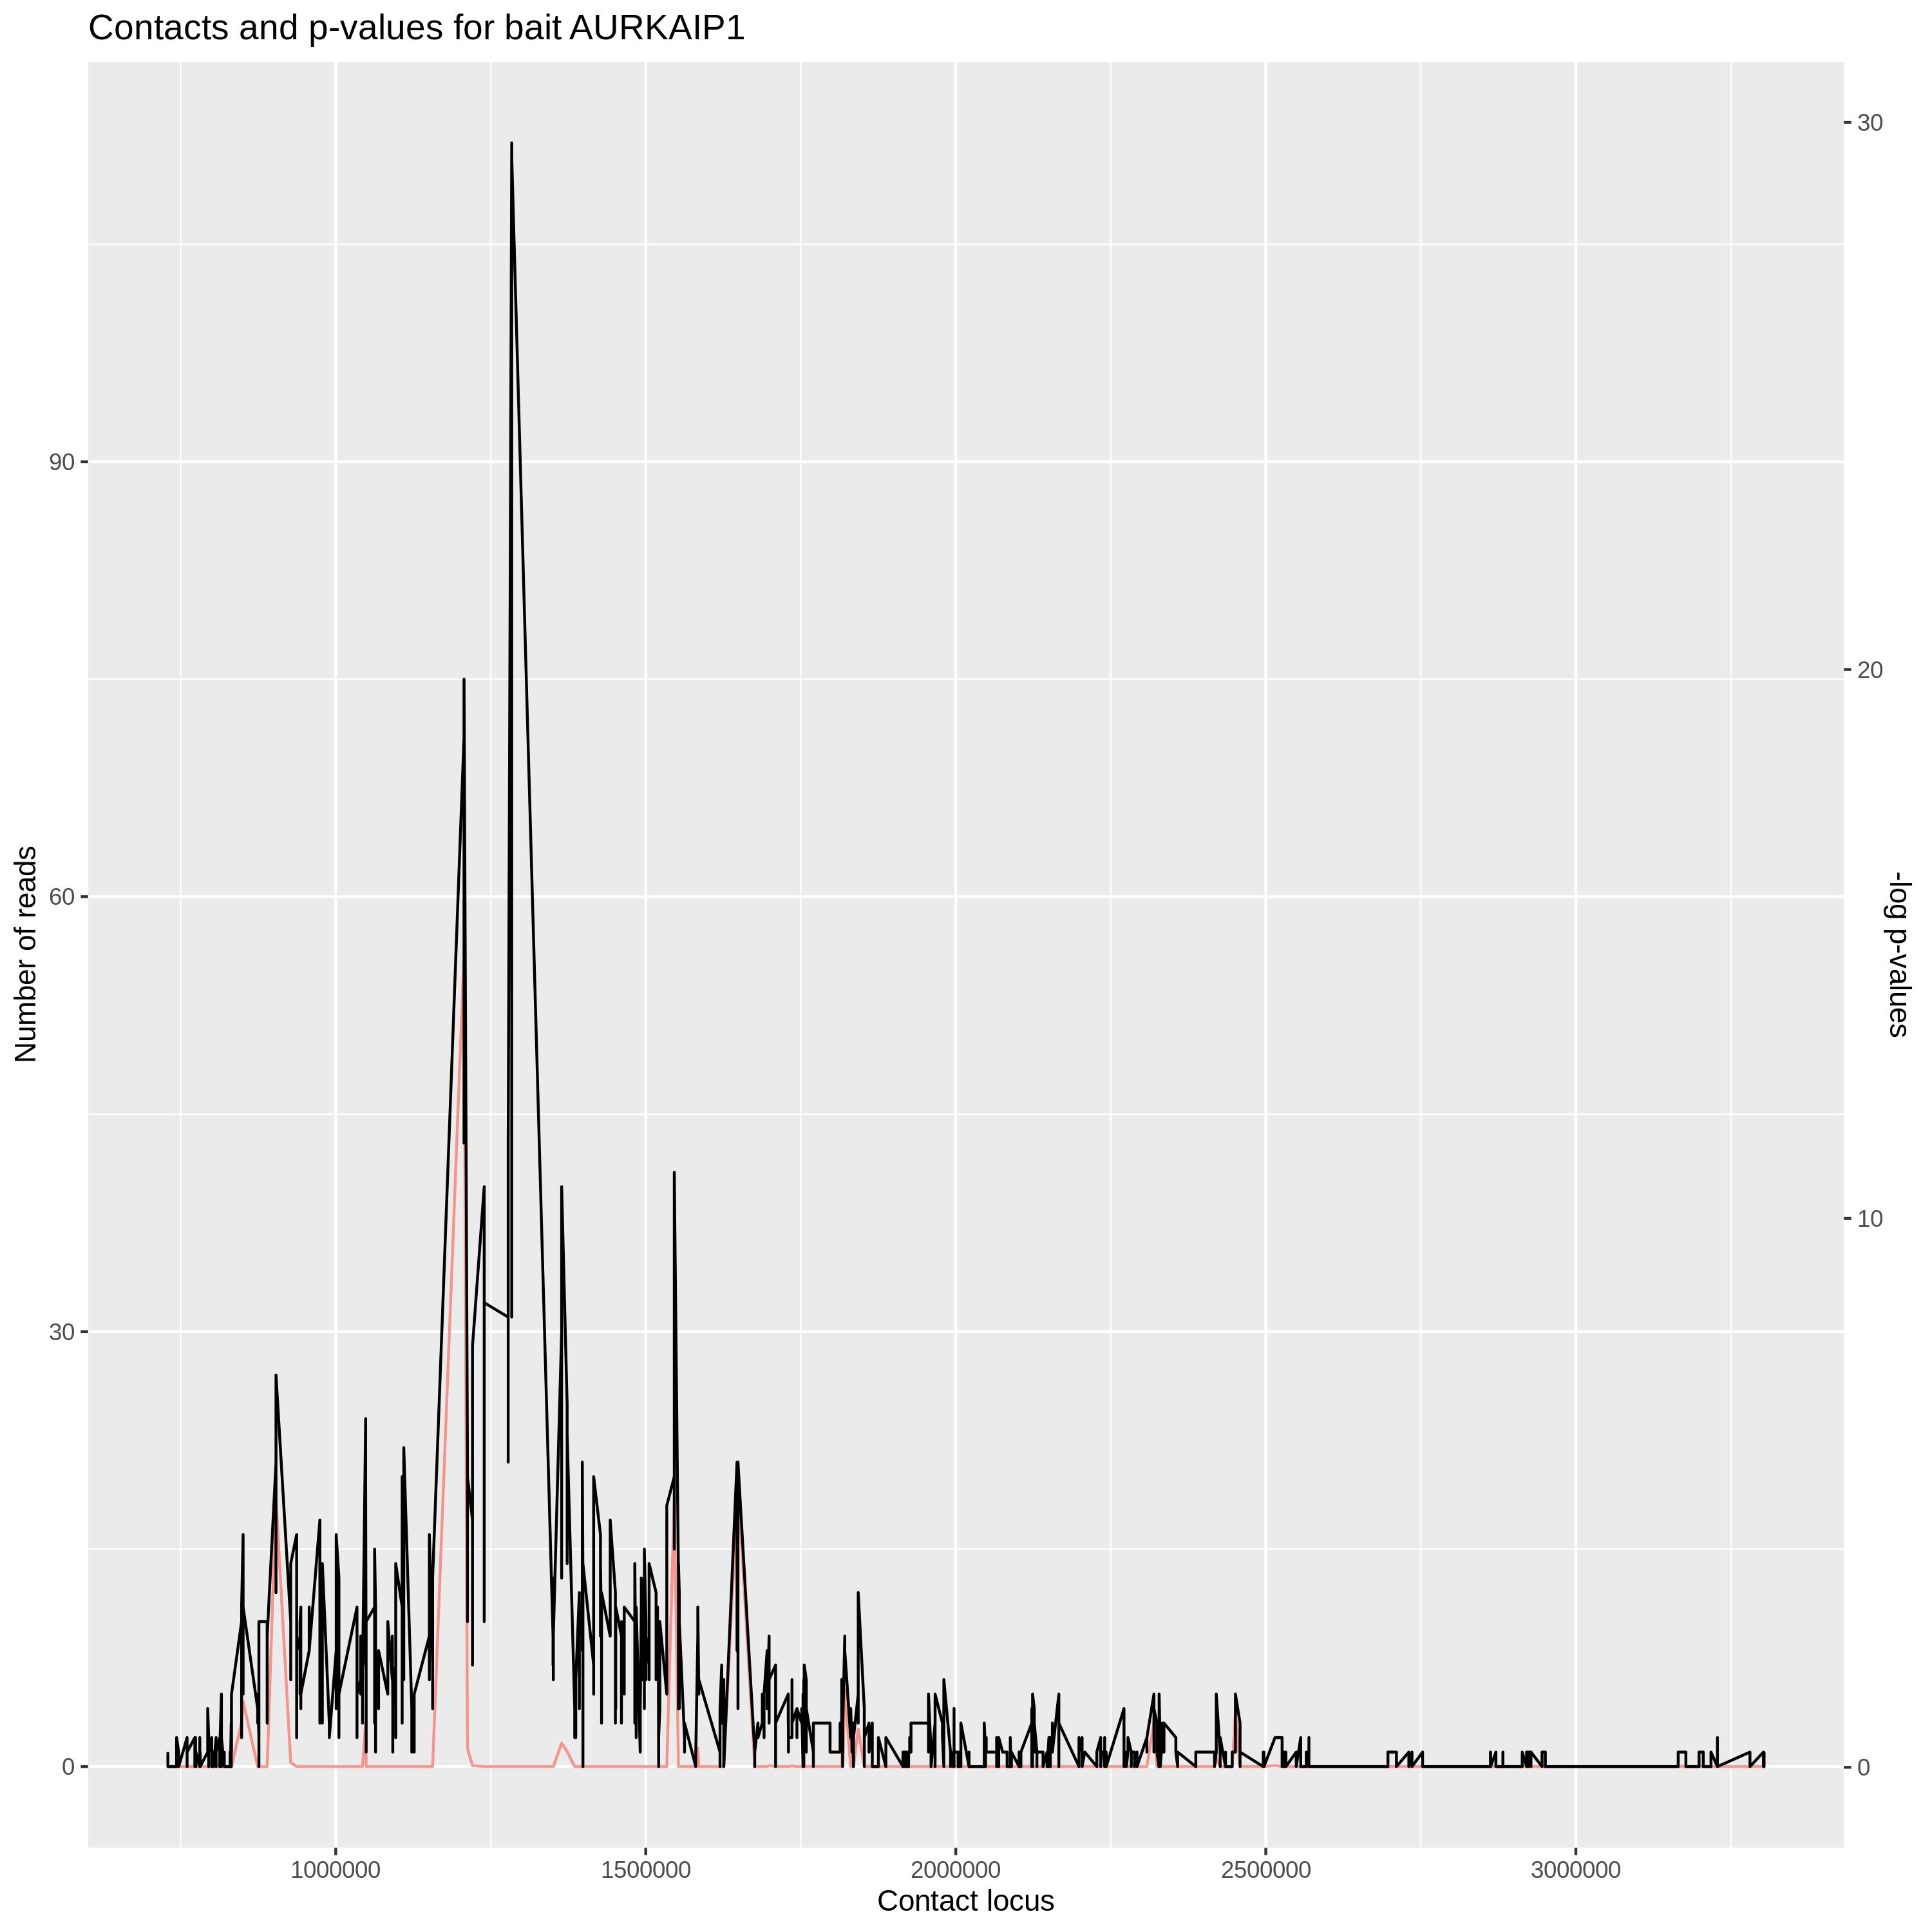 Contacts and p-values for bait AURKAIP1
Number of reads
90
60
30
0
30
20
10
0
-log p-values
1000000 1500000 2000000 2500000 3000000
Contact locus